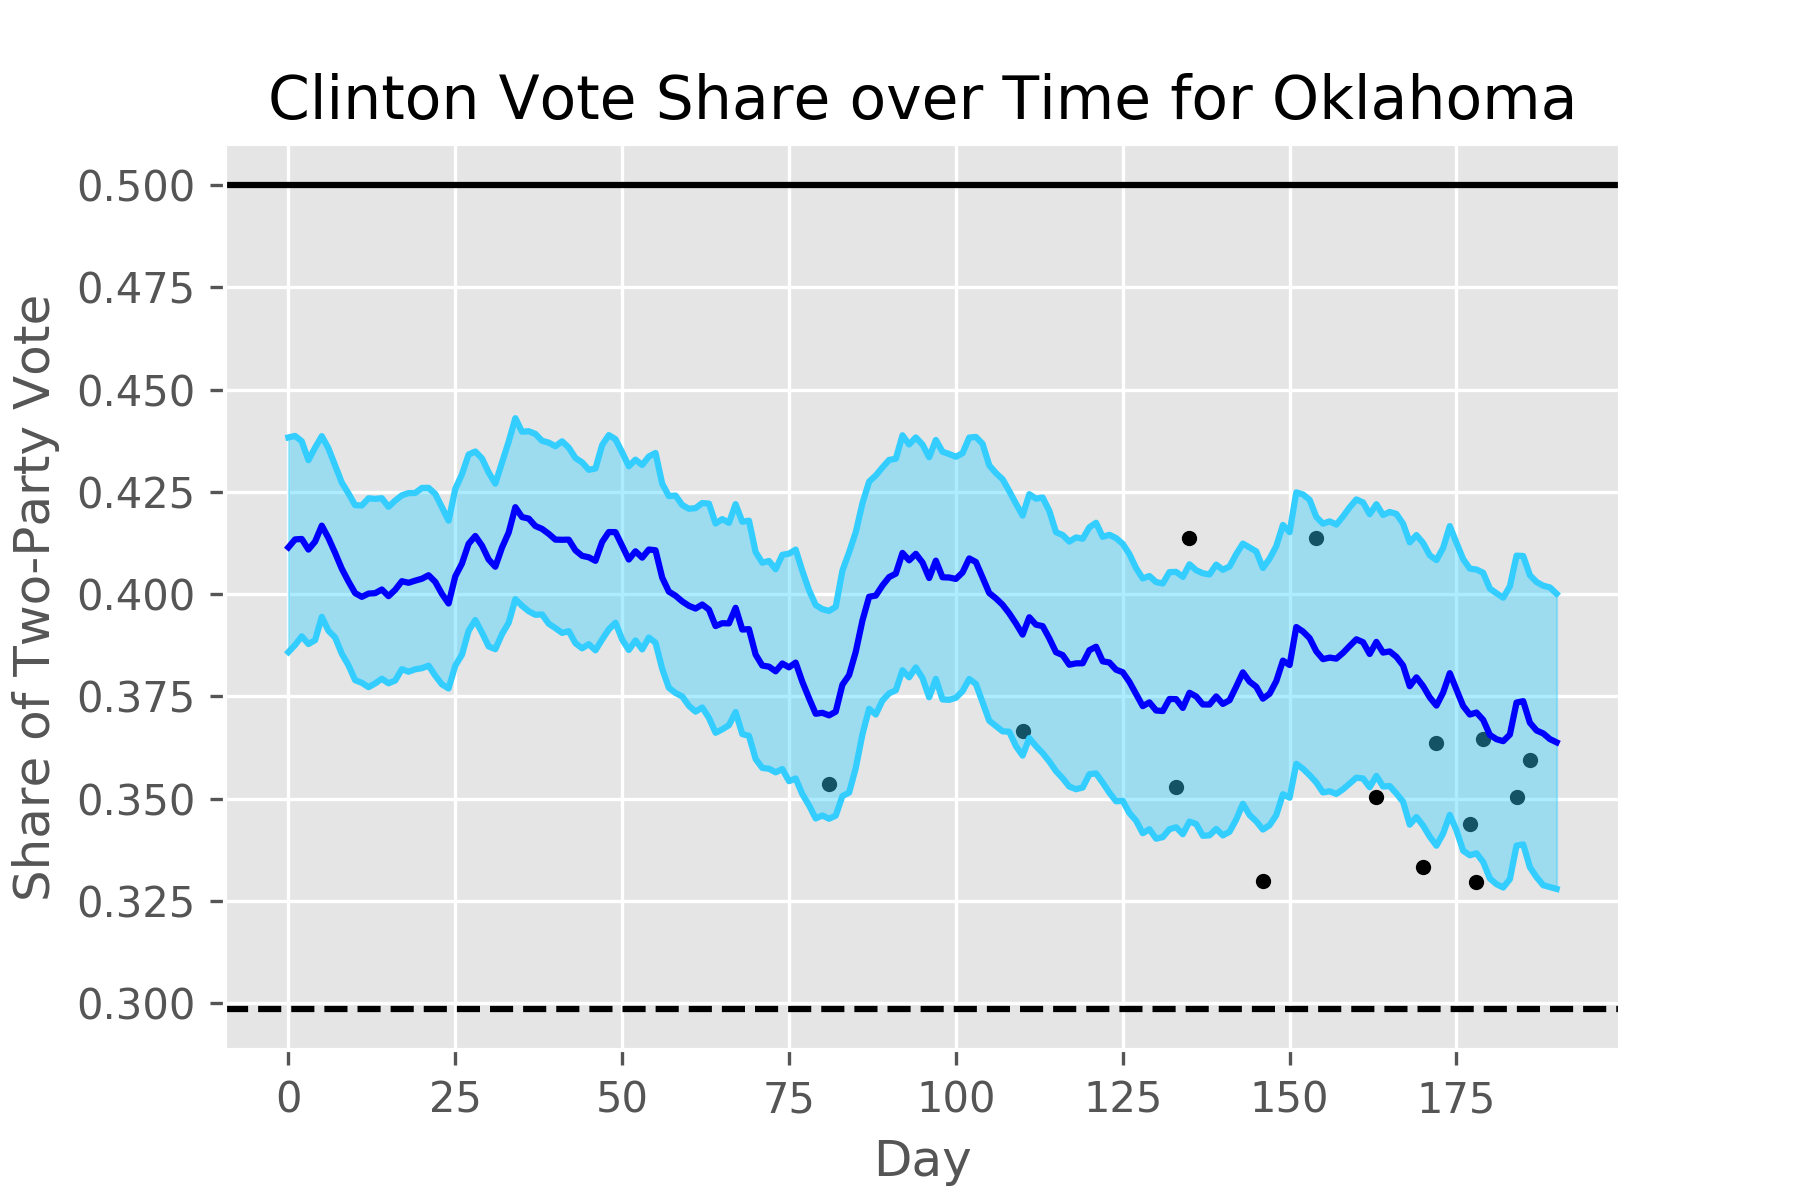 Clinton Vote Share over Time for Oklahoma
Share of Two-Party Vote
0.500
0.475
0.450
0.425
0.400
0.375
0.350
0.325
0.300
0 25 50 75 100 125 150 175
Day